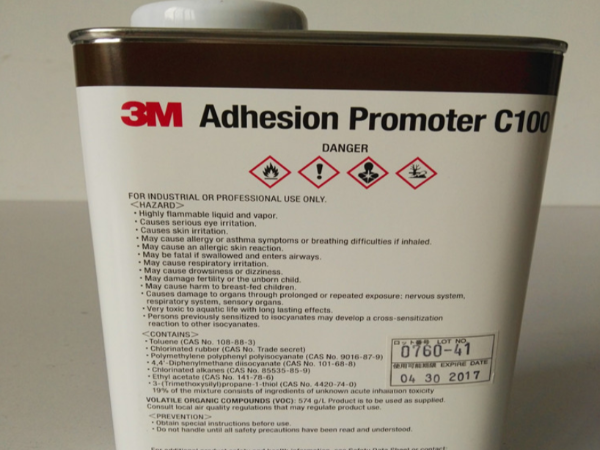 3M Adhesion Promoter C100
DANGER
FOR INDUSTRIAL OR PROFESSIONAL USE ONLY.
<HAZARD>
・Highly flammable liquid and vapor.
・Causes serious eye irritation.
・Causes skin irritation.
・May cause allergy or asthma symptoms or breathing difficulties if inhaled.
・May cause an allergic skin reaction.
・May be fatal if swallowed and enters airways.
・May cause respiratory irritation.
・May cause drowsiness or dizziness.
・May damage fertility or the unborn child.
・May cause harm to breast-fed children.
・Causes damage to organs through prolonged or repeated exposure: nervous system,
respiratory system, sensory organs.
・Very toxic to aquatic life with long lasting effects.
・Persons previously sensitized to isocyanates may develop a cross-sensitization
reaction to other isocyanates.
<CONTAINS>
・Toluene (CAS No. 108-88-3)
・Chlorinated rubber (CAS No. Trade secret)
・Polymethylene polyphenyl polyisocyanate (CAS No. 9016-87-9)
・4,4'-Diphenylmethane diisocyanate (CAS No. 101-68-8)
・Chlorinated alkanes (CAS No. 85535-85-9)
・Ethyl acetate (CAS No. 141-78-6)
・3-(Trimethoxysilyl)propane-1-thiol (CAS No. 4420-74-0)
19% of the mixture consists of ingredients of unknown acute inhalation toxicity
ロット番号 LOT NO.
0760-41
使用可能期限 EXPIRE DATE
04 30 2017
VOLATILE ORGANIC COMPOUNDS (VOC): 574 g/L Product is to be used as supplied.
Consult local air quality regulations that may regulate product use.
<PREVENTION>
・Obtain special instructions before use.
・Do not handle until all safety precautions have been read and understood.